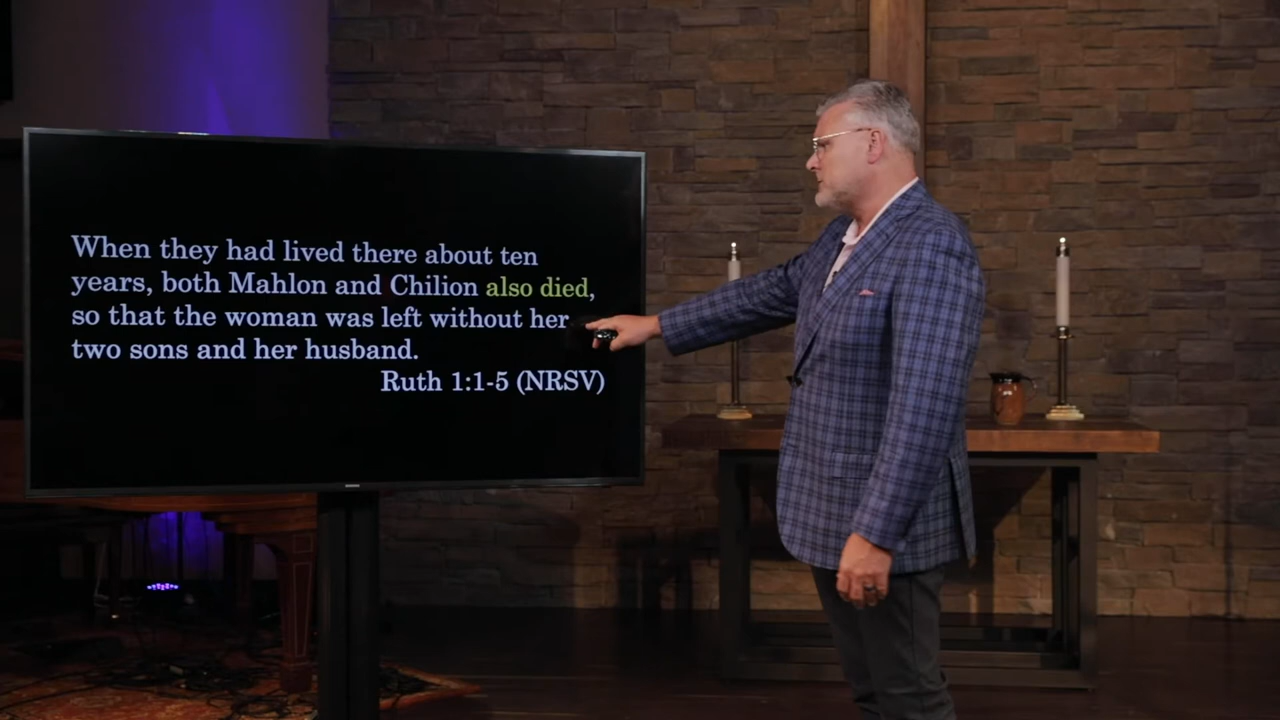 When they had lived there about ten
years, both Mahlon and Chilion also died,
so that the woman was left without her
two sons and her husband.
Ruth 1:1-5 (NRSV)